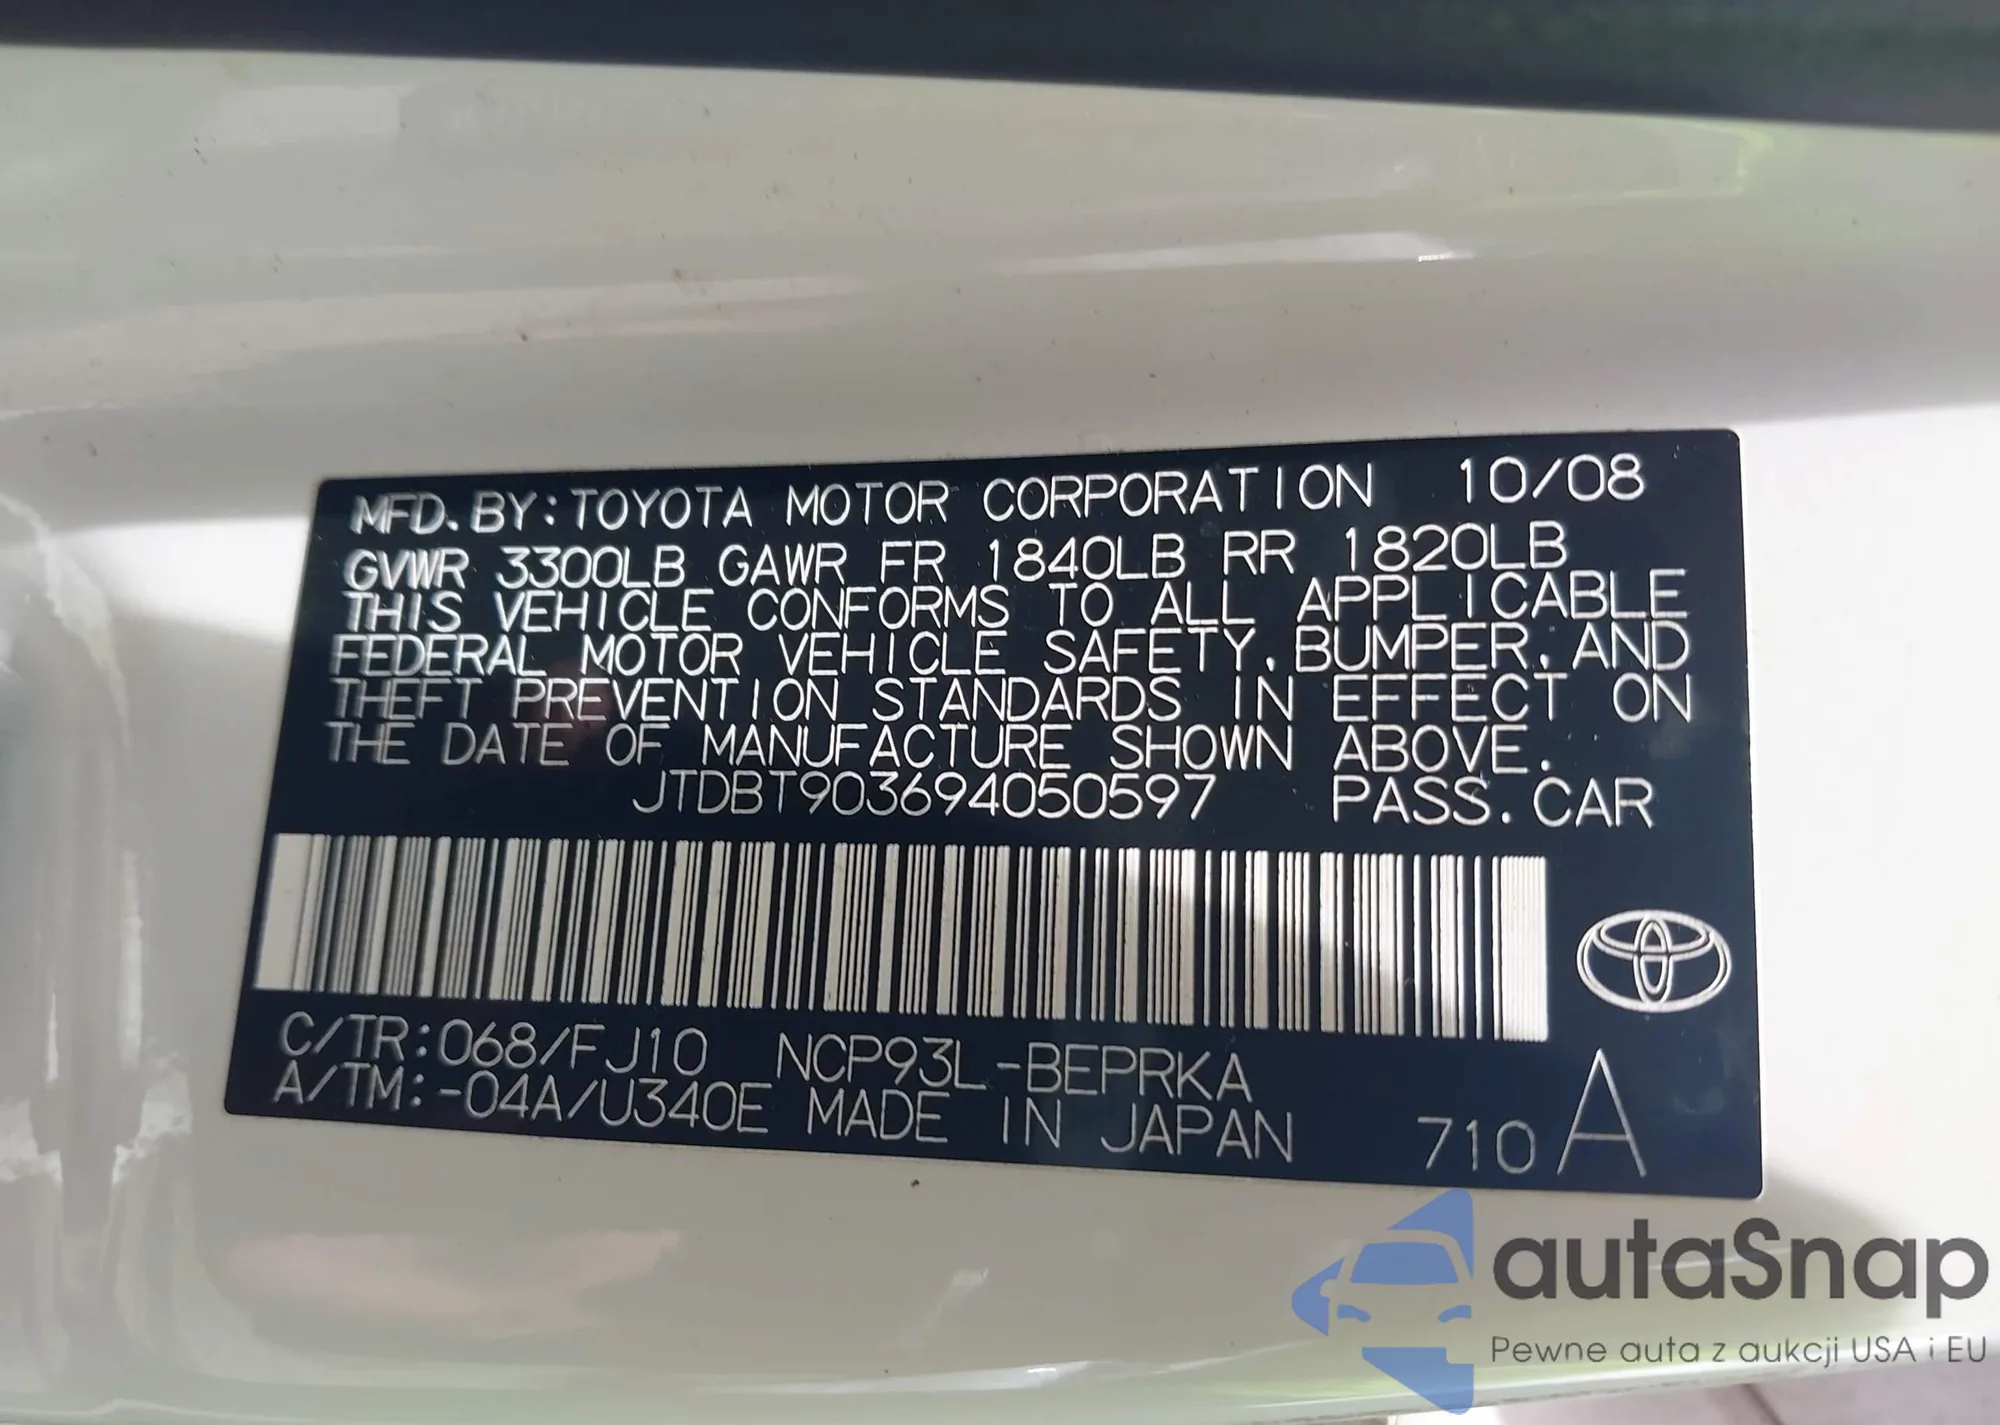 MFD. BY: TOYOTA MOTOR CORPORATION 10/08
GVWR 3300LB GAWR FR 1840LB RR 1820LB
THIS VEHICLE CONFORMS TO ALL APPLICABLE
FEDERAL MOTOR VEHICLE SAFETY, BUMPER, AND
THEFT PREVENTION STANDARDS IN EFFECT ON
THE DATE OF MANUFACTURE SHOWN ABOVE.
JTDBT903694050597 PASS. CAR
C/TR: 068/FJ10 NCP93L-BEPRKA
A/TM: -04A/U340E MADE IN JAPAN 710 A
autaSnap
Pewne auta z aukcji USA i EU